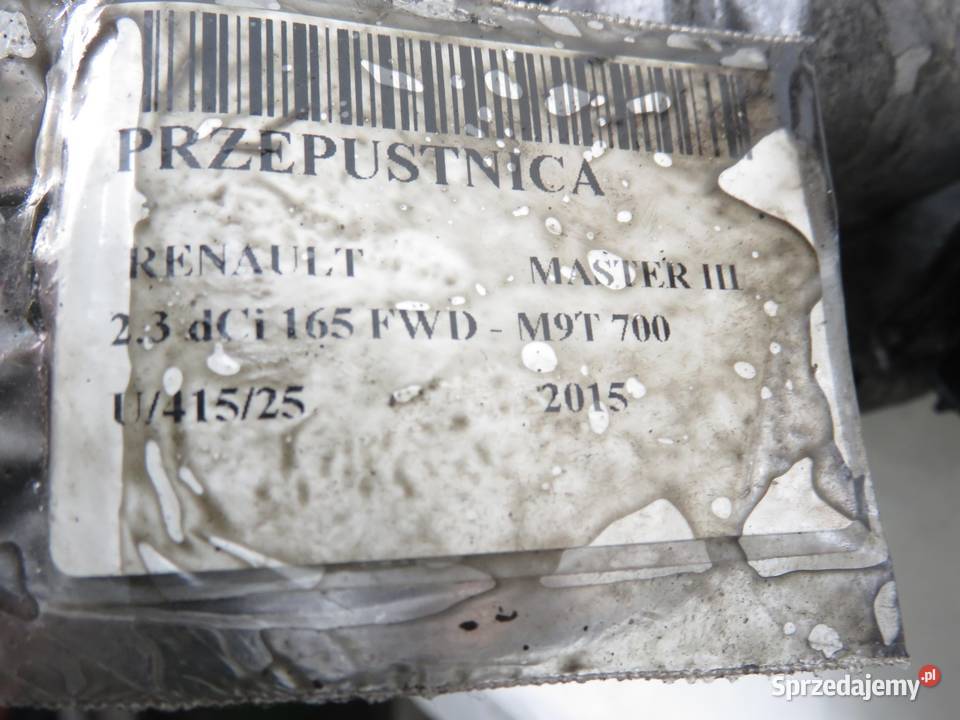 PRZEPUSTNICA
RENAULT MASTER III
2.3 dCi 165 FWD - M9T 700
U/415/25 2015
Sprzedajemy.pl